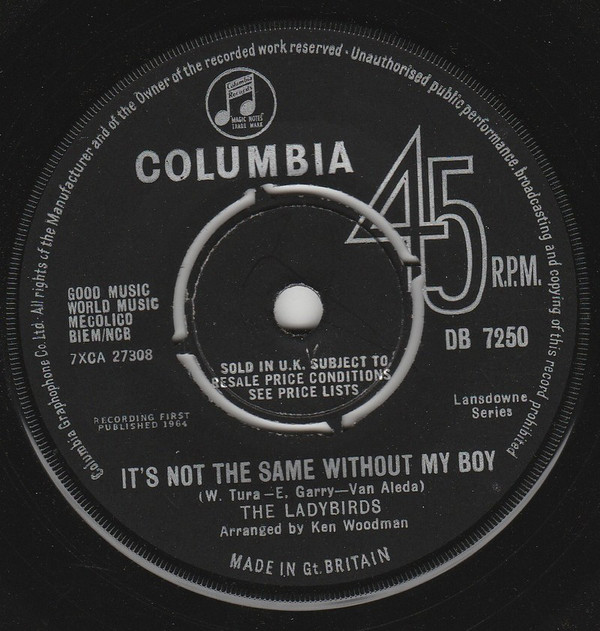 Columbia Graphophone Co. Ltd. All rights of the Manufacturer and of the Owner of the recorded work reserved · Unauthorised public performance, broadcasting and copying of this record prohibited
Columbia
Records
MAGIC NOTES
TRADE MARK
COLUMBIA
45
R.P.M.
GOOD MUSIC
WORLD MUSIC
MECOLICO
BIEM/NCB
7XCA 27308
DB 7250
SOLD IN U.K. SUBJECT TO
RESALE PRICE CONDITIONS
SEE PRICE LISTS
Lansdowne
Series
RECORDING FIRST
PUBLISHED 1964
IT'S NOT THE SAME WITHOUT MY BOY
(W. Tura—E. Garry—Van Aleda)
THE LADYBIRDS
Arranged by Ken Woodman
MADE IN Gt. BRITAIN